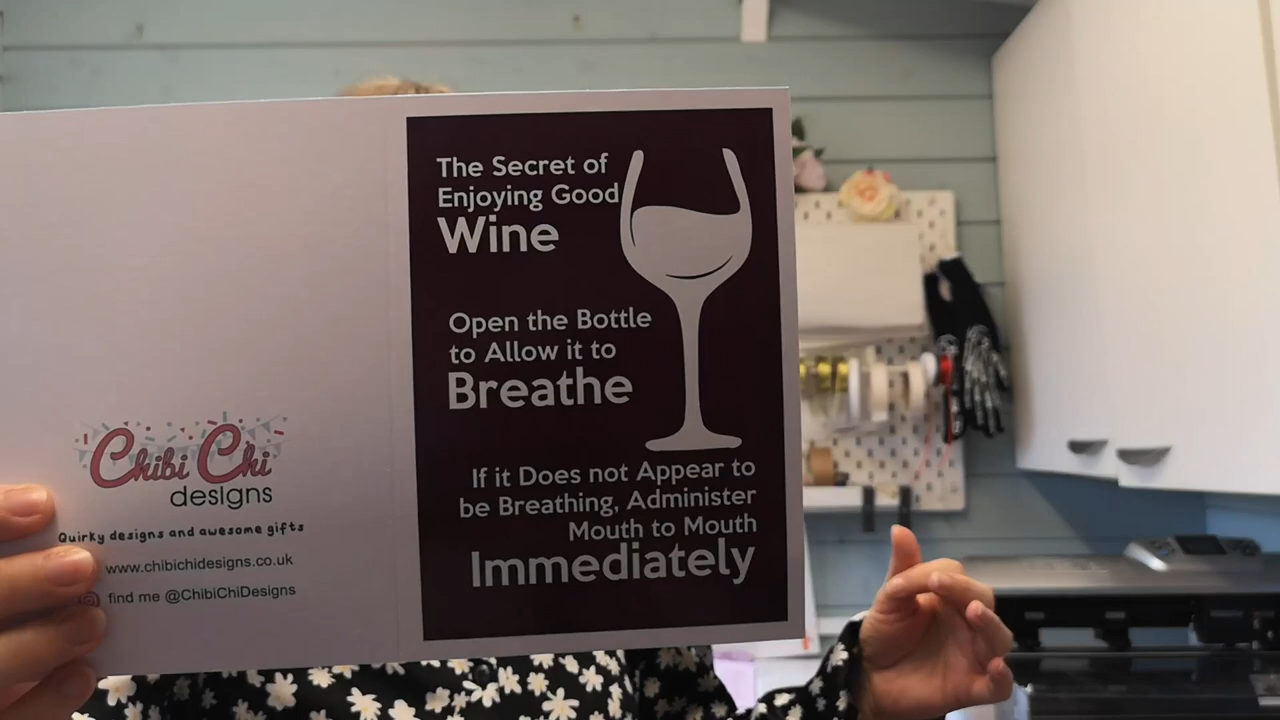 Chibi Chi
designs
Quirky designs and awesome gifts
www.chibichidesigns.co.uk
find me @ChibiChiDesigns
The Secret of
Enjoying Good
Wine
Open the Bottle
to Allow it to
Breathe
If it Does not Appear to
be Breathing, Administer
Mouth to Mouth
Immediately